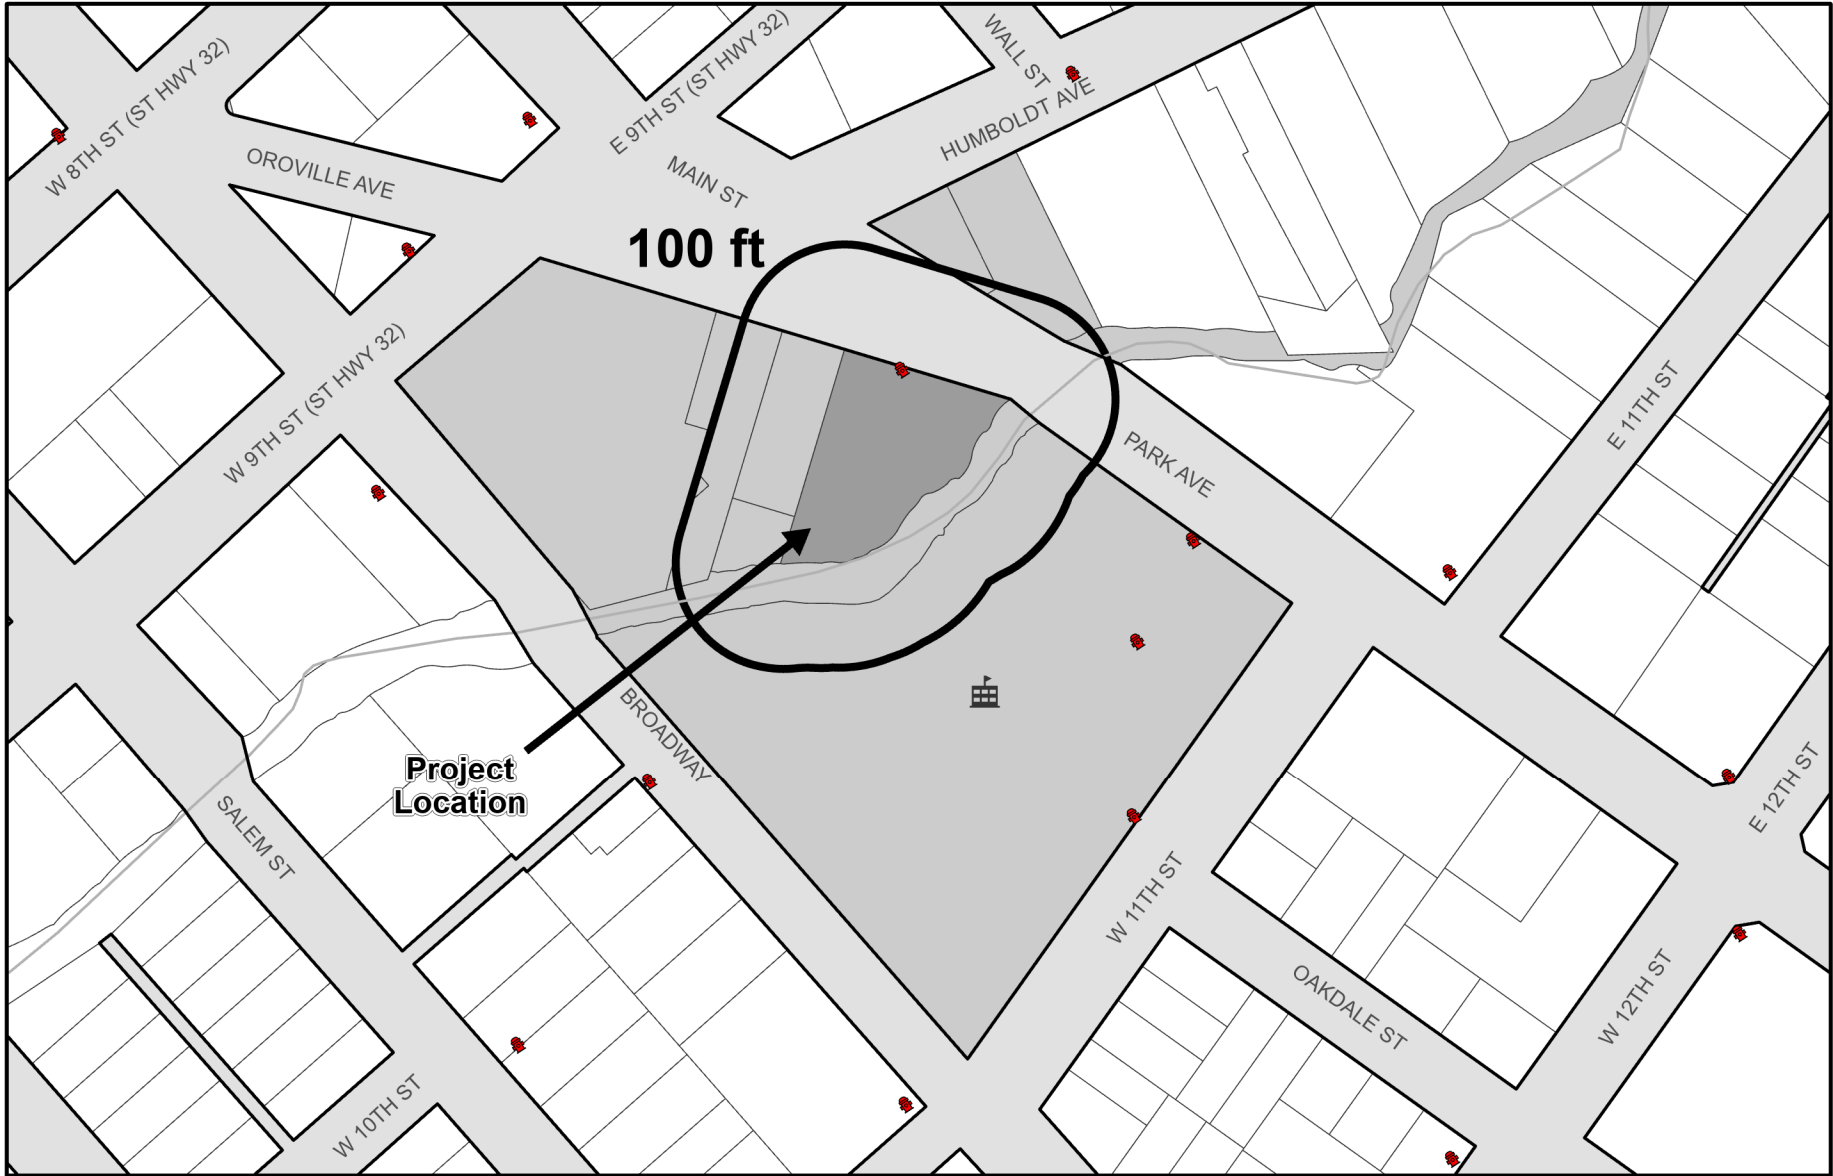 W 8TH ST (ST HWY 32)
OROVILLE AVE
E 9TH ST (ST HWY 32)
MAIN ST
WALL ST
HUMBOLDT AVE
100 ft
W 9TH ST (ST HWY 32)
PARK AVE
E 11TH ST
BROADWAY
Project
Location
SALEM ST
E 12TH ST
W 11TH ST
OAKDALE ST
W 12TH ST
W 10TH ST